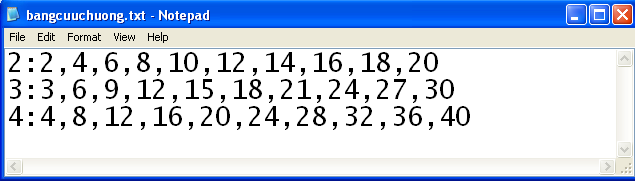 bangcuuchuong.txt - Notepad
File Edit Format View Help
2:2,4,6,8,10,12,14,16,18,20
3:3,6,9,12,15,18,21,24,27,30
4:4,8,12,16,20,24,28,32,36,40